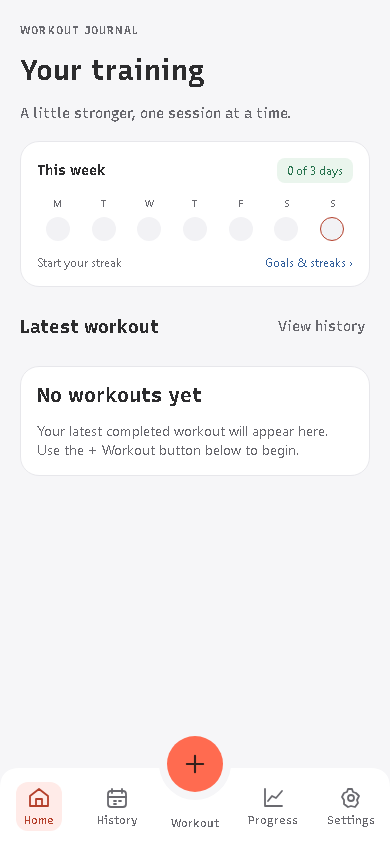 WORKOUT JOURNAL
Your training
A little stronger, one session at a time.
This week
0 of 3 days
M T W T F S S
Start your streak
Goals & streaks ›
Latest workout
View history
No workouts yet
Your latest completed workout will appear here.
Use the + Workout button below to begin.
Home
History
Workout
Progress
Settings